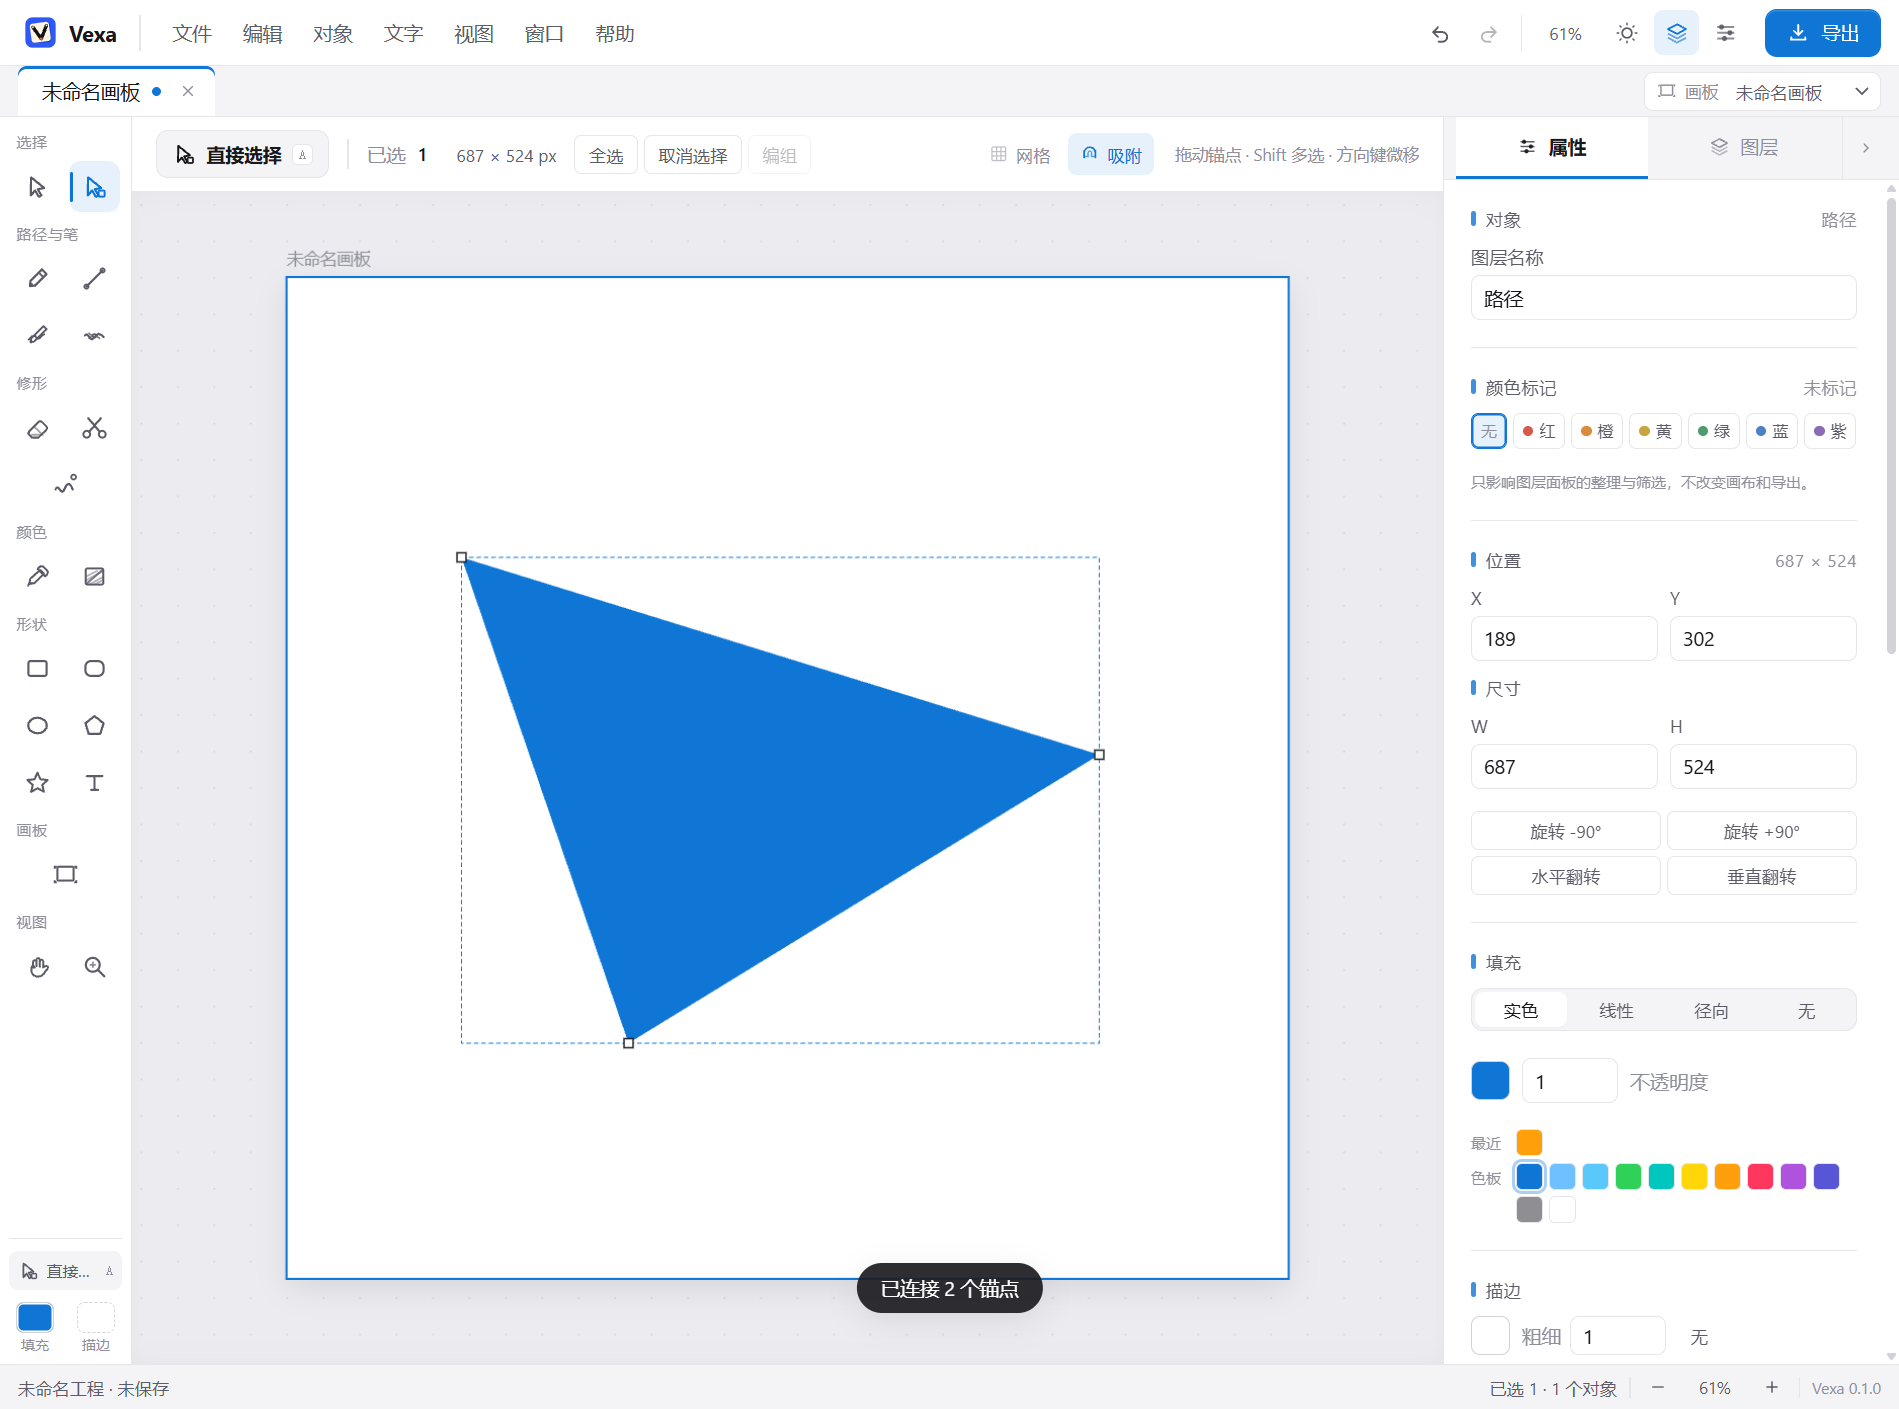 Vexa
文件 编辑 对象 文字 视图 窗口 帮助
61%
导出
未命名画板
画板 未命名画板
选择
路径与笔
修形
颜色
形状
画板
视图
直接... A
填充 描边
直接选择 A
已选 1
687 × 524 px
全选 取消选择 编组
网格 吸附
拖动锚点 · Shift 多选 · 方向键微移
未命名画板
已连接 2 个锚点
属性 图层
对象 路径
图层名称
路径
颜色标记 未标记
无 红 橙 黄 绿 蓝 紫
只影响图层面板的整理与筛选，不改变画布和导出。
位置 687 × 524
X Y
189 302
尺寸
W H
687 524
旋转 -90° 旋转 +90°
水平翻转 垂直翻转
填充
实色 线性 径向 无
1 不透明度
最近
色板
描边
粗细 1 无
未命名工程 · 未保存
已选 1 · 1 个对象
61%
Vexa 0.1.0